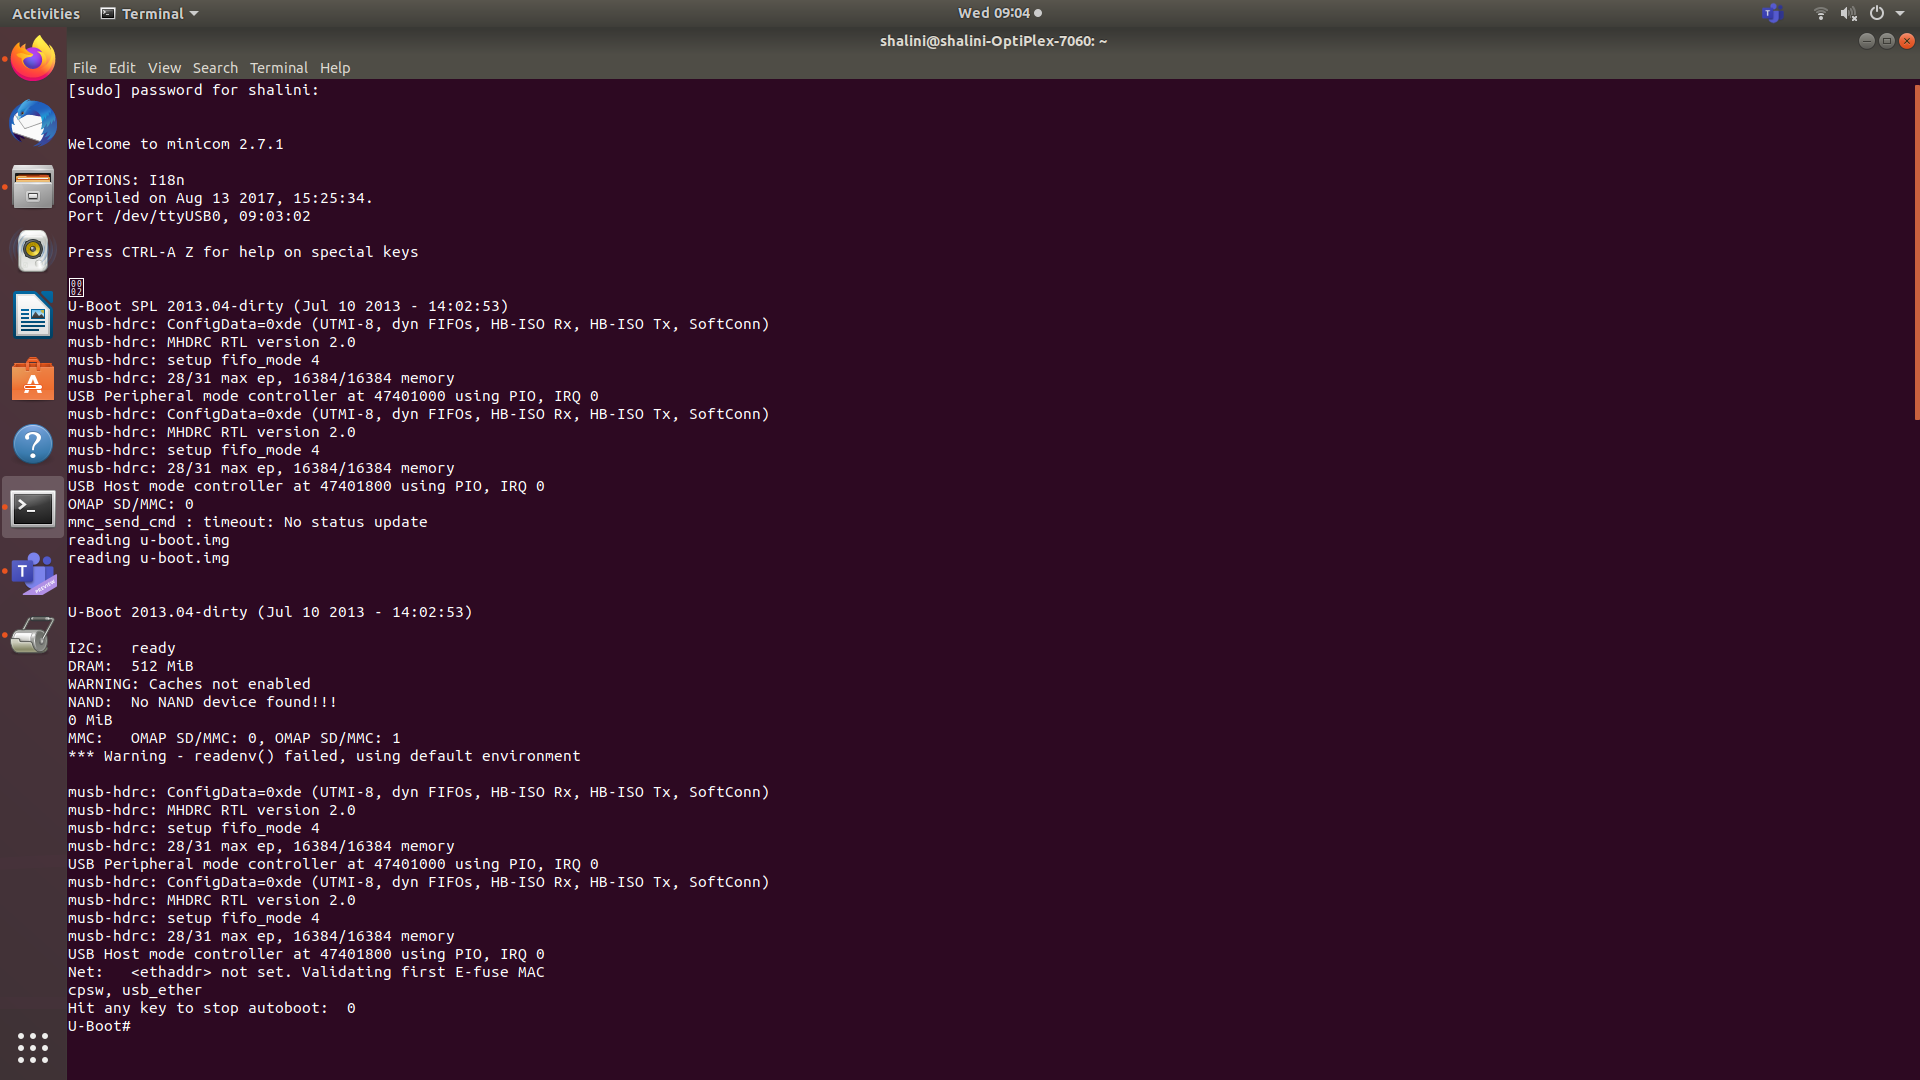 Activities
Terminal
Wed 09:04
shalini@shalini-OptiPlex-7060: ~
File Edit View Search Terminal Help
[sudo] password for shalini:
Welcome to minicom 2.7.1
OPTIONS: I18n
Compiled on Aug 13 2017, 15:25:34.
Port /dev/ttyUSB0, 09:03:02
Press CTRL-A Z for help on special keys
U-Boot SPL 2013.04-dirty (Jul 10 2013 - 14:02:53)
musb-hdrc: ConfigData=0xde (UTMI-8, dyn FIFOs, HB-ISO Rx, HB-ISO Tx, SoftConn)
musb-hdrc: MHDRC RTL version 2.0
musb-hdrc: setup fifo_mode 4
musb-hdrc: 28/31 max ep, 16384/16384 memory
USB Peripheral mode controller at 47401000 using PIO, IRQ 0
musb-hdrc: ConfigData=0xde (UTMI-8, dyn FIFOs, HB-ISO Rx, HB-ISO Tx, SoftConn)
musb-hdrc: MHDRC RTL version 2.0
musb-hdrc: setup fifo_mode 4
musb-hdrc: 28/31 max ep, 16384/16384 memory
USB Host mode controller at 47401800 using PIO, IRQ 0
OMAP SD/MMC: 0
mmc_send_cmd : timeout: No status update
reading u-boot.img
reading u-boot.img
U-Boot 2013.04-dirty (Jul 10 2013 - 14:02:53)
I2C:   ready
DRAM:  512 MiB
WARNING: Caches not enabled
NAND:  No NAND device found!!!
0 MiB
MMC:   OMAP SD/MMC: 0, OMAP SD/MMC: 1
*** Warning - readenv() failed, using default environment
musb-hdrc: ConfigData=0xde (UTMI-8, dyn FIFOs, HB-ISO Rx, HB-ISO Tx, SoftConn)
musb-hdrc: MHDRC RTL version 2.0
musb-hdrc: setup fifo_mode 4
musb-hdrc: 28/31 max ep, 16384/16384 memory
USB Peripheral mode controller at 47401000 using PIO, IRQ 0
musb-hdrc: ConfigData=0xde (UTMI-8, dyn FIFOs, HB-ISO Rx, HB-ISO Tx, SoftConn)
musb-hdrc: MHDRC RTL version 2.0
musb-hdrc: setup fifo_mode 4
musb-hdrc: 28/31 max ep, 16384/16384 memory
USB Host mode controller at 47401800 using PIO, IRQ 0
Net:   <ethaddr> not set. Validating first E-fuse MAC
cpsw, usb_ether
Hit any key to stop autoboot:  0
U-Boot#